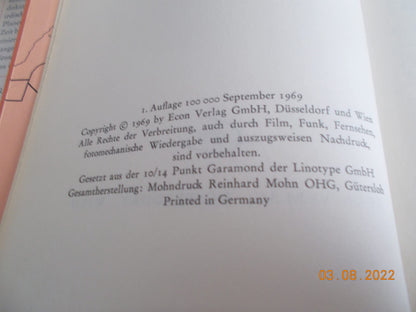 1. Auflage 100 000 September 1969
Copyright © 1969 by Econ Verlag GmbH, Düsseldorf und Wien
Alle Rechte der Verbreitung, auch durch Film, Funk, Fernsehen,
fotomechanische Wiedergabe und auszugsweisen Nachdruck,
sind vorbehalten.
Gesetzt aus der 10/14 Punkt Garamond der Linotype GmbH
Gesamtherstellung: Mohndruck Reinhard Mohn OHG, Gütersloh
Printed in Germany
03.08.2022